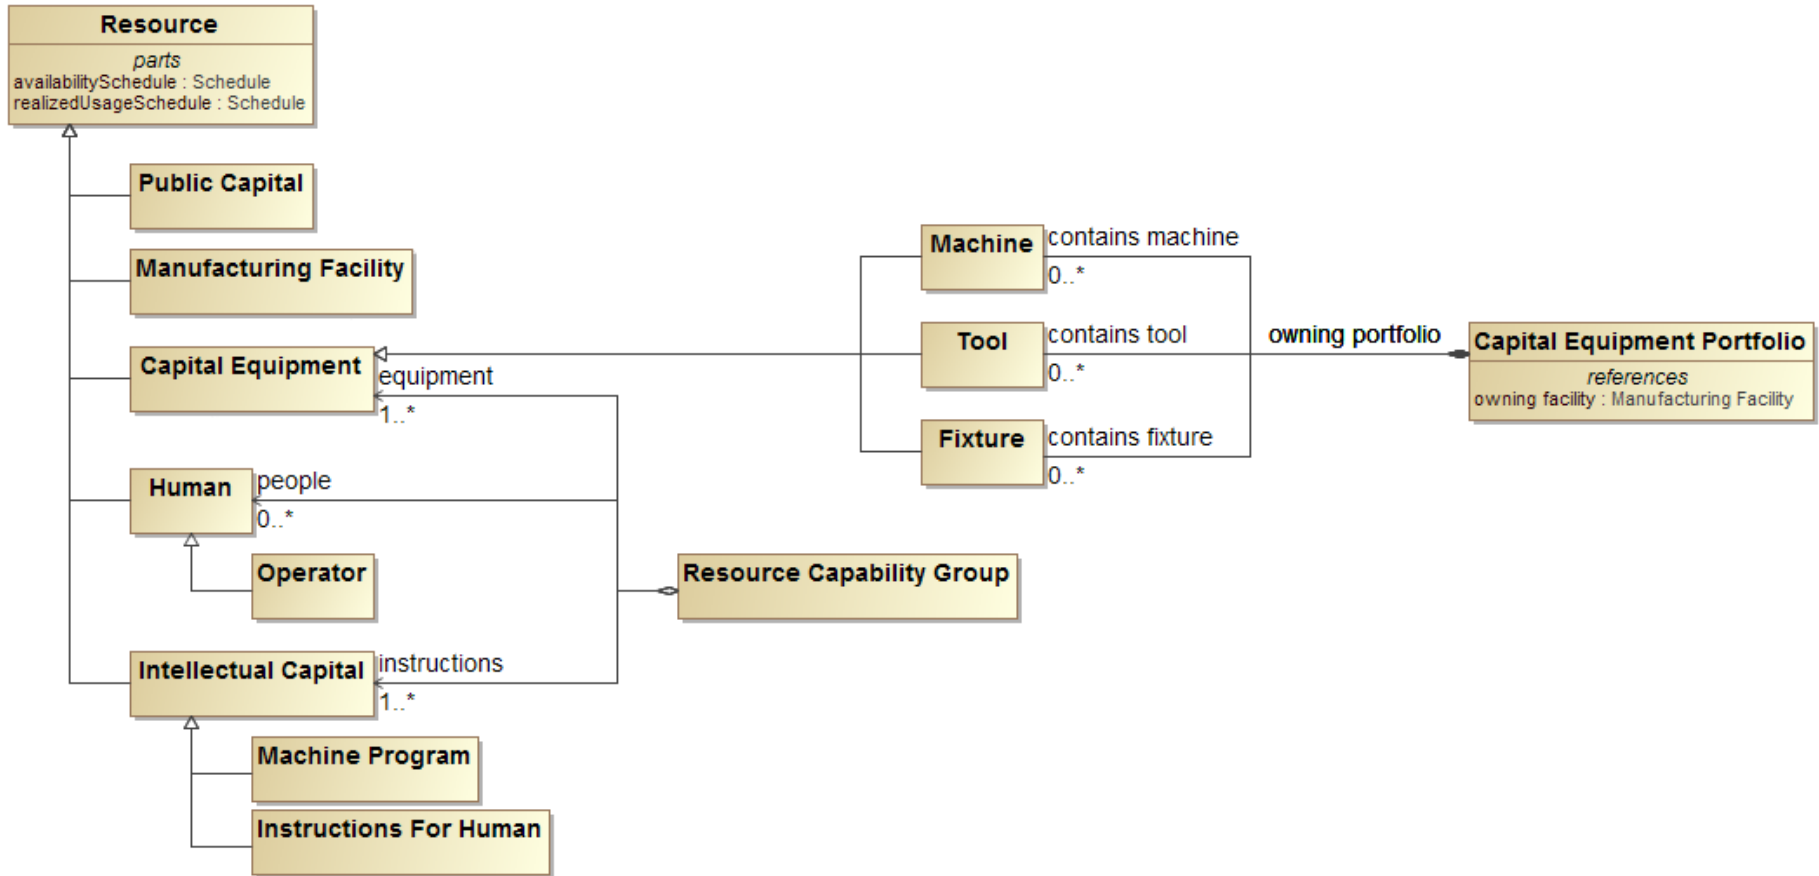 Resource
parts
availabilitySchedule : Schedule
realizedUsageSchedule : Schedule
Public Capital
Manufacturing Facility
Capital Equipment
equipment
1..*
Human
people
0..*
Operator
Intellectual Capital
instructions
1..*
Machine Program
Instructions For Human
Resource Capability Group
Machine
contains machine
0..*
Tool
contains tool
0..*
Fixture
contains fixture
0..*
owning portfolio
Capital Equipment Portfolio
references
owning facility : Manufacturing Facility